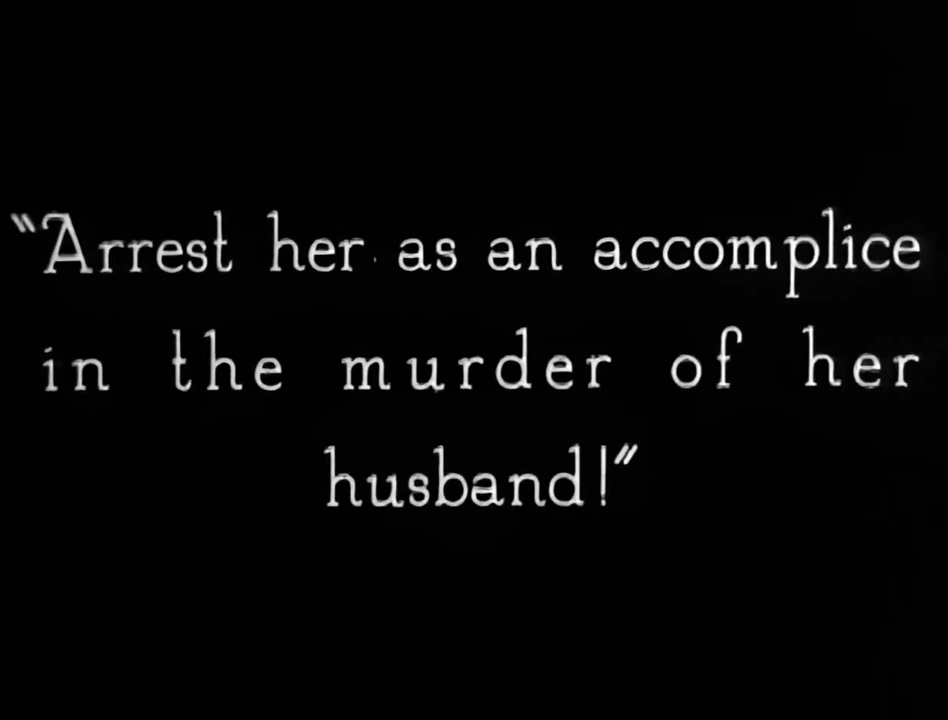 "Arrest her as an accomplice
in the murder of her
husband!"